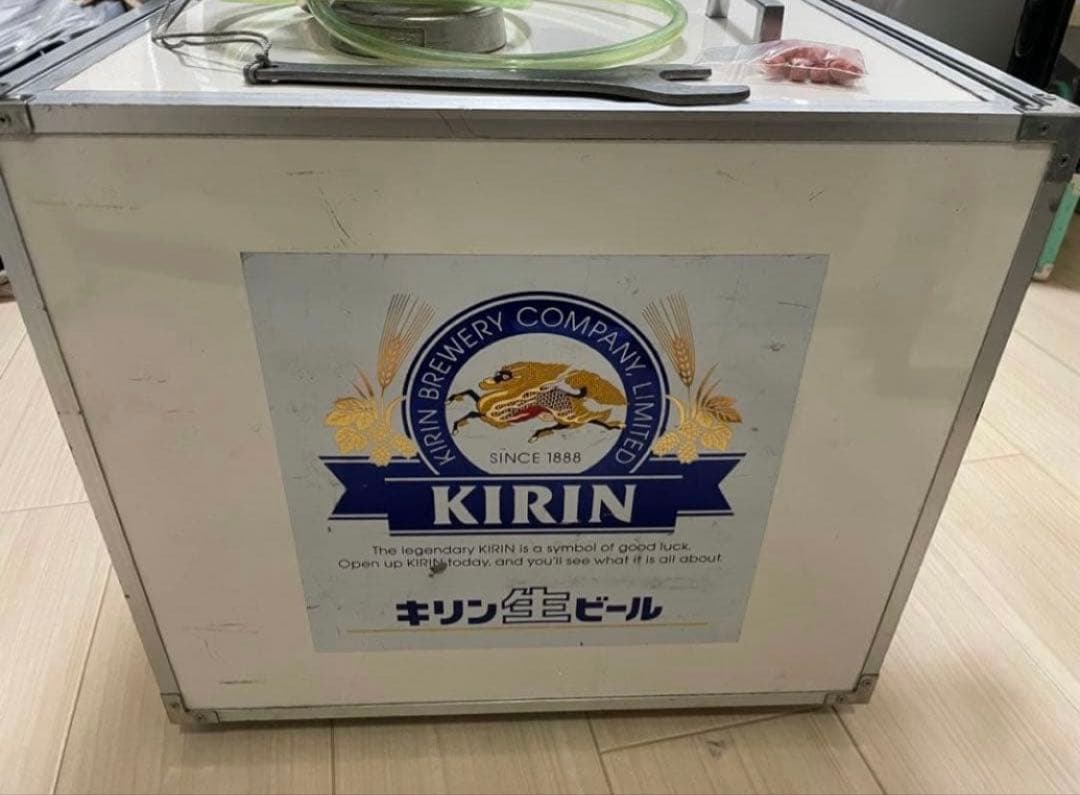 KIRIN BREWERY COMPANY, LIMITED
SINCE 1888
KIRIN
The legendary KIRIN is a symbol of good luck.
Open up KIRIN today, and you'll see what it is all about.
キリン生ビール